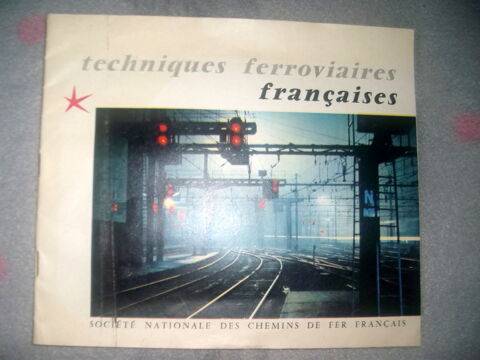 techniques ferroviaires
françaises
N
SOCIÉTÉ NATIONALE DES CHEMINS DE FER FRANÇAIS